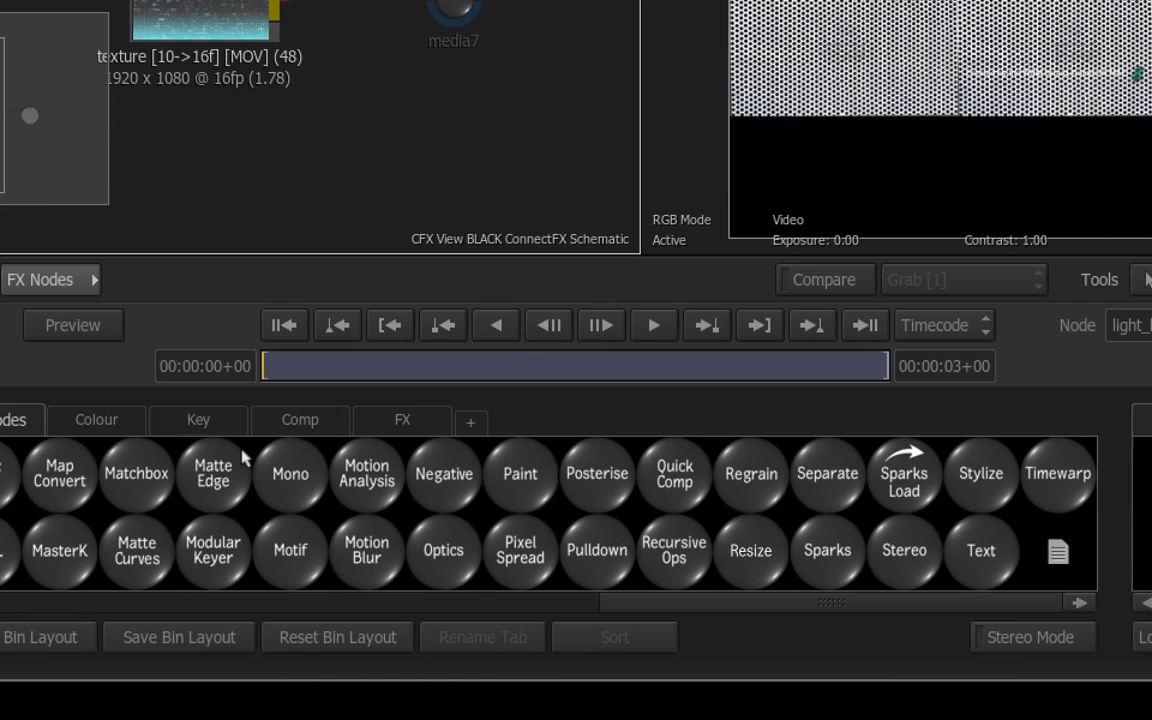 texture [10->16f] [MOV] (48)
1920 x 1080 @ 16fp (1.78)
media7
CFX View BLACK ConnectFX Schematic
RGB Mode
Active
Video
Exposure: 0.00
Contrast: 1.00
FX Nodes
Compare
Grab [1]
Tools
Preview
Timecode
Node
light_
00:00:00+00
00:00:03+00
odes
Colour
Key
Comp
FX
+
Map Convert
Matchbox
Matte Edge
Mono
Motion Analysis
Negative
Paint
Posterise
Quick Comp
Regrain
Separate
Sparks Load
Stylize
Timewarp
MasterK
Matte Curves
Modular Keyer
Motif
Motion Blur
Optics
Pixel Spread
Pulldown
Recursive Ops
Resize
Sparks
Stereo
Text
Bin Layout
Save Bin Layout
Reset Bin Layout
Rename Tab
Sort
Stereo Mode
Lo